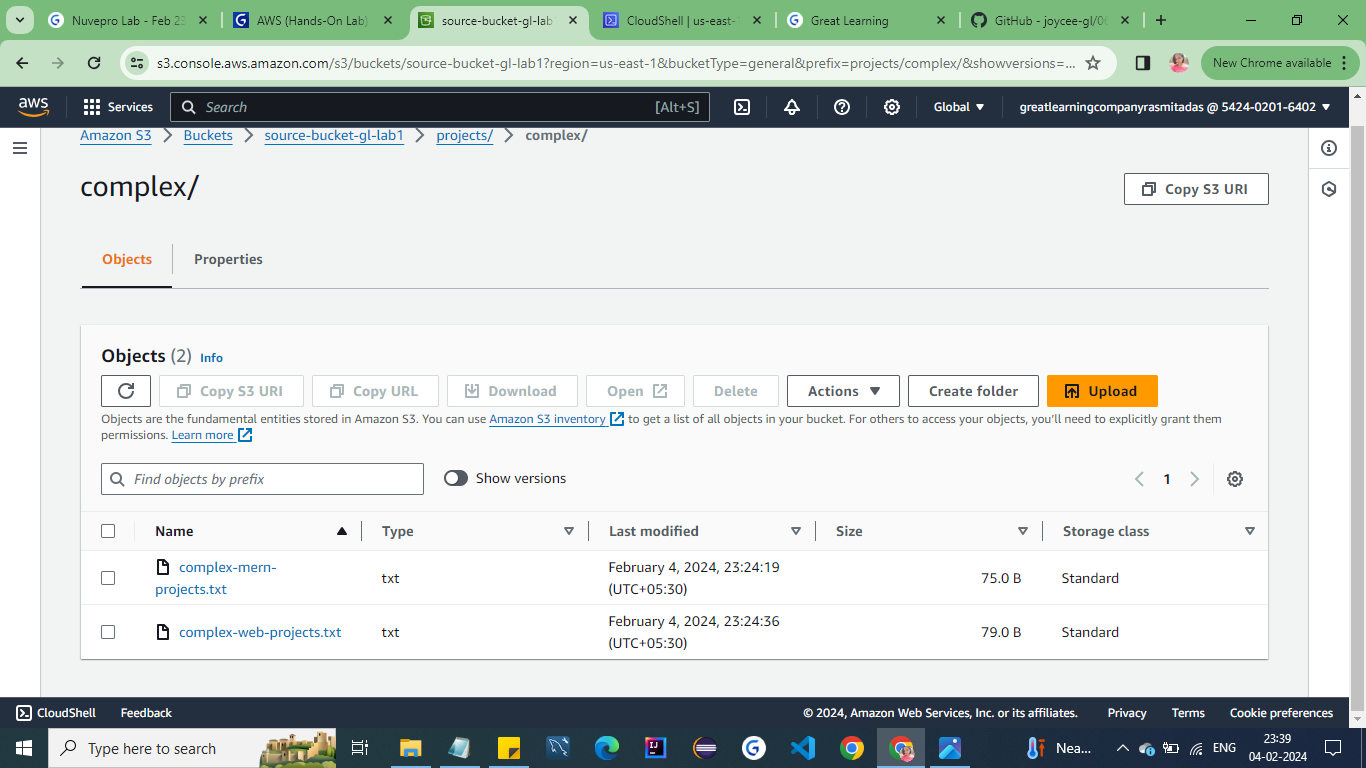 Nuvepro Lab - Feb 23
AWS (Hands-On Lab)
source-bucket-gl-lab1
CloudShell | us-east-
Great Learning
GitHub - joycee-gl/06
s3.console.aws.amazon.com/s3/buckets/source-bucket-gl-lab1?region=us-east-1&bucketType=general&prefix=projects/complex/&showversions=...
New Chrome available
aws
Services
Search
[Alt+S]
Global
greatlearningcompanyrasmitadas @ 5424-0201-6402
Amazon S3 > Buckets > source-bucket-gl-lab1 > projects/ > complex/
complex/
Copy S3 URI
Objects
Properties
Objects (2) Info
Copy S3 URI
Copy URL
Download
Open
Delete
Actions
Create folder
Upload
Objects are the fundamental entities stored in Amazon S3. You can use Amazon S3 inventory to get a list of all objects in your bucket. For others to access your objects, you’ll need to explicitly grant them
permissions. Learn more
Find objects by prefix
Show versions
1
Name Type Last modified Size Storage class
complex-mern-
projects.txt
txt
February 4, 2024, 23:24:19
(UTC+05:30)
75.0 B
Standard
complex-web-projects.txt
txt
February 4, 2024, 23:24:36
(UTC+05:30)
79.0 B
Standard
CloudShell
Feedback
© 2024, Amazon Web Services, Inc. or its affiliates.
Privacy
Terms
Cookie preferences
Type here to search
Nea...
ENG
23:39
04-02-2024